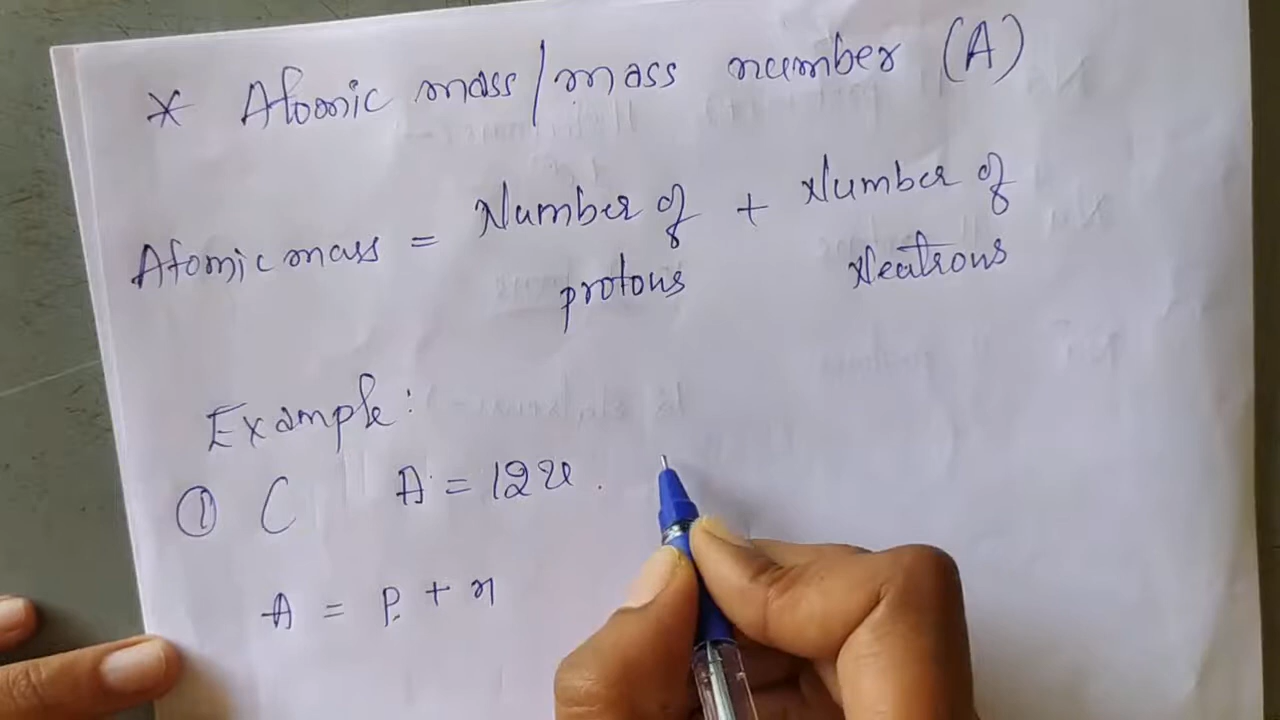 * Atomic mass/mass number (A)
Atomic mass = Number of protons + Number of Neutrons
Example:
① C A = 12u.
A = P + n